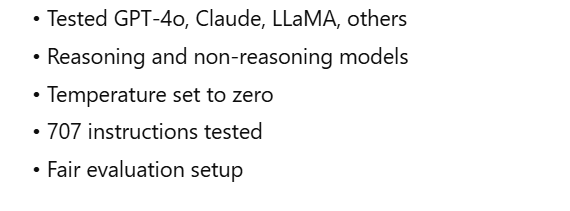 • Tested GPT-4o, Claude, LLaMA, others
• Reasoning and non-reasoning models
• Temperature set to zero
• 707 instructions tested
• Fair evaluation setup